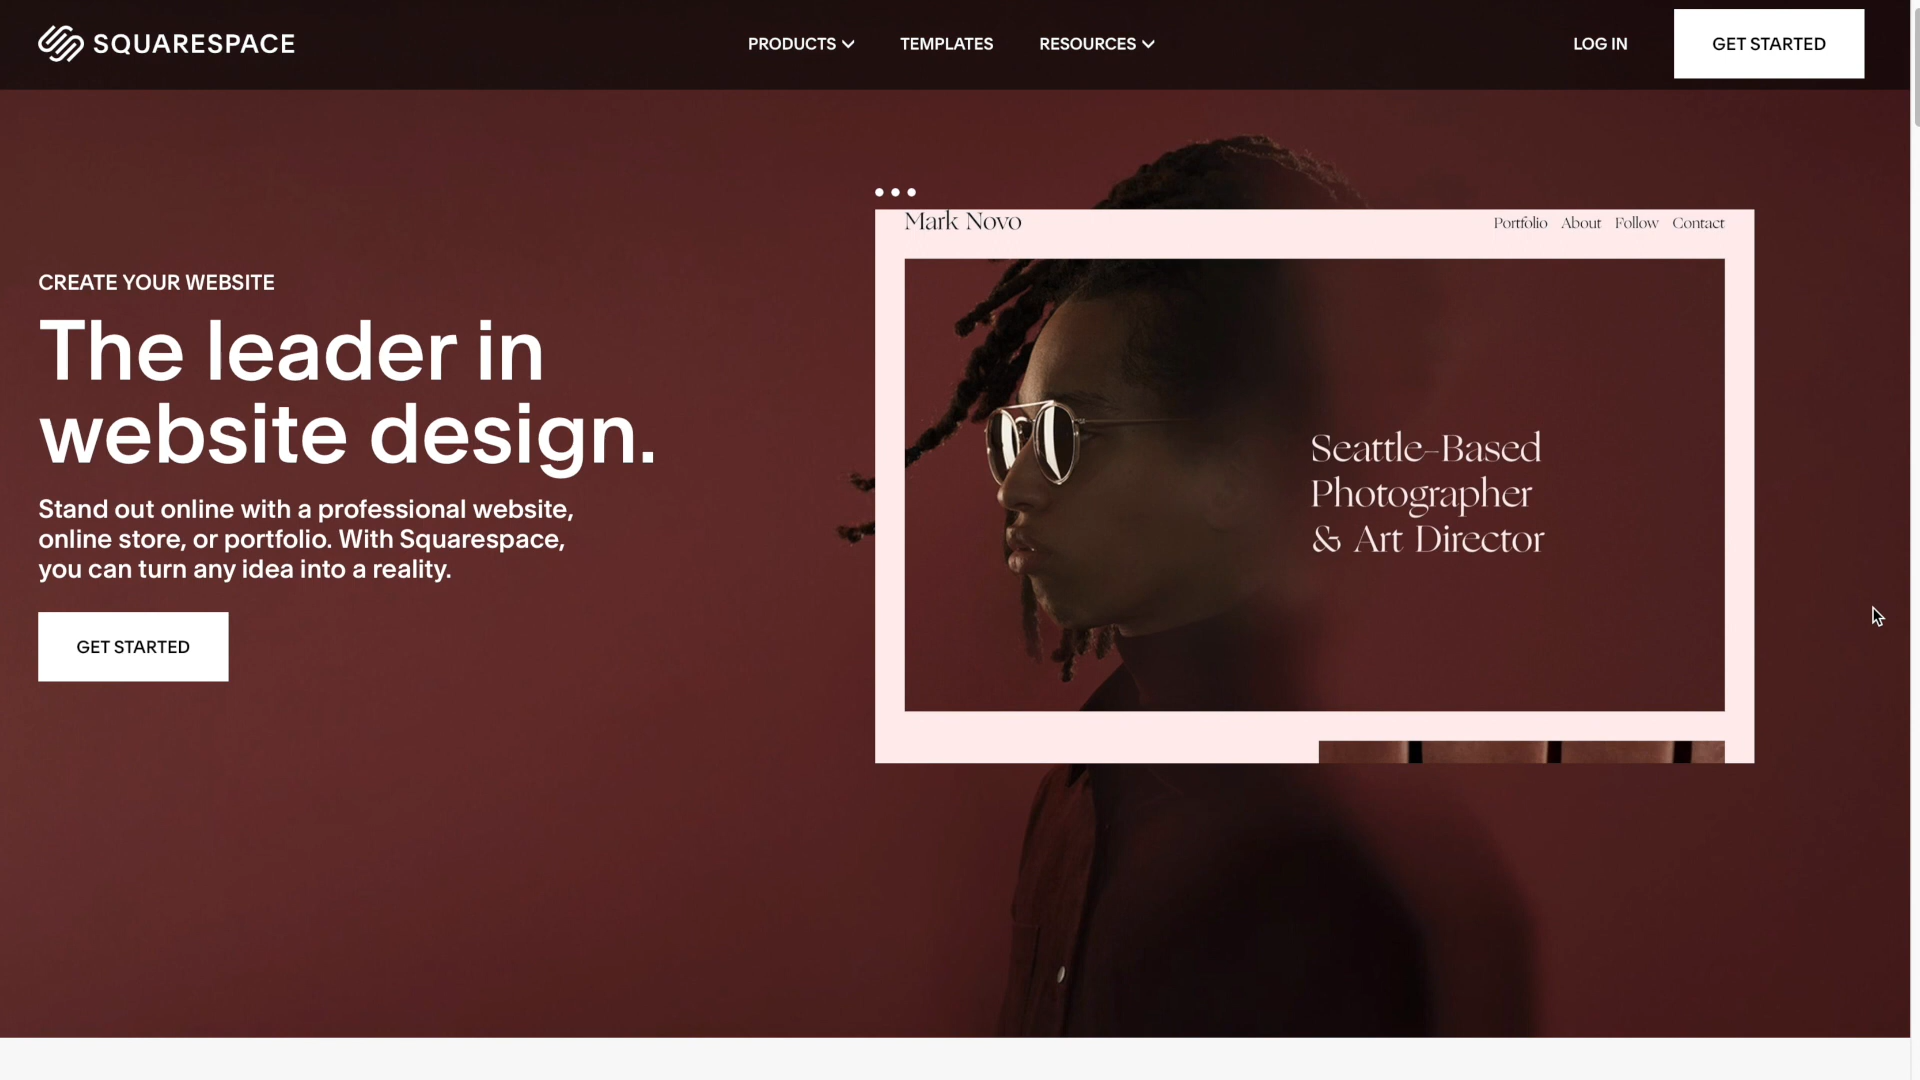 SQUARESPACE
PRODUCTS
TEMPLATES
RESOURCES
LOG IN
GET STARTED
CREATE YOUR WEBSITE
The leader in
website design.
Stand out online with a professional website,
online store, or portfolio. With Squarespace,
you can turn any idea into a reality.
GET STARTED
Mark Novo
Portfolio
About
Follow
Contact
Seattle-Based
Photographer
& Art Director